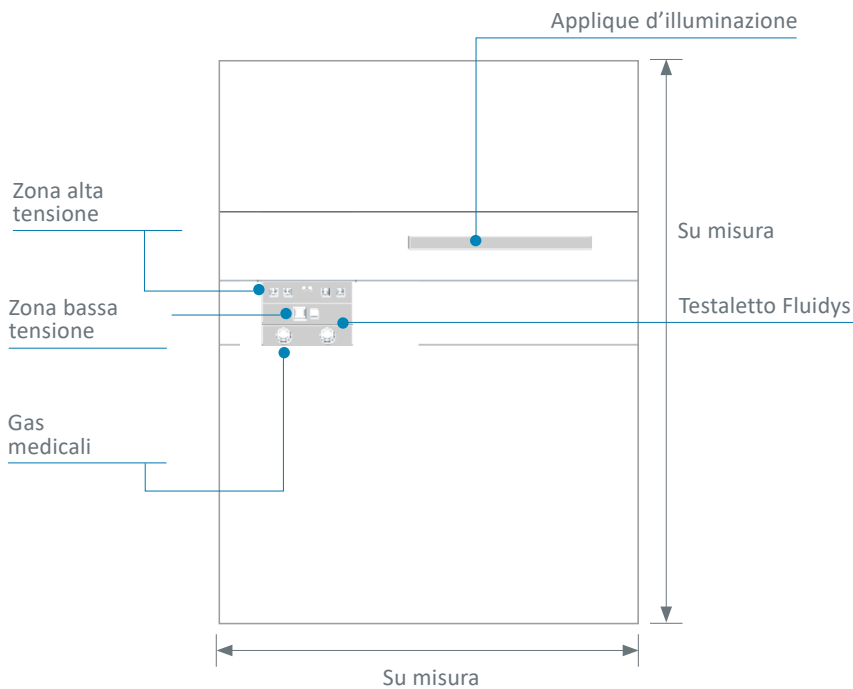 Applique d’illuminazione
Zona alta
tensione
Su misura
Zona bassa
tensione
Testaletto Fluidys
Gas
medicali
Su misura